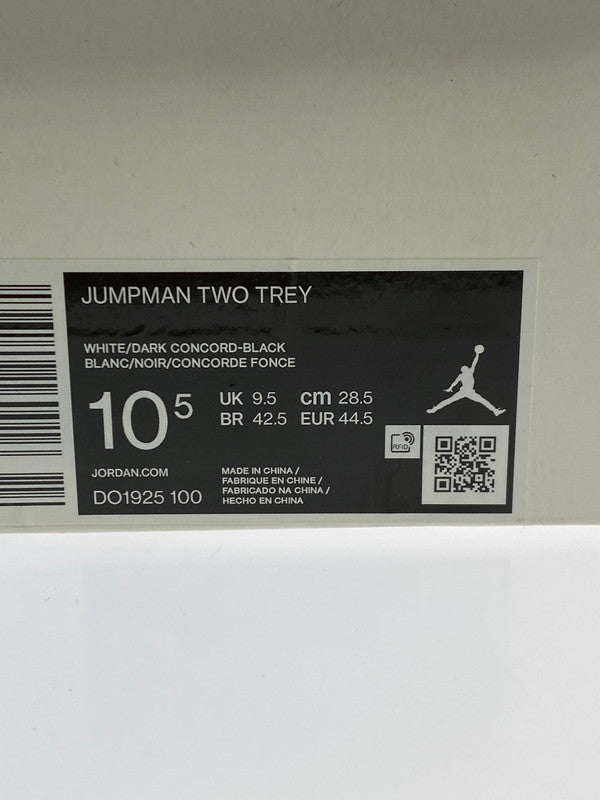 JUMPMAN TWO TREY
WHITE/DARK CONCORD-BLACK
BLANC/NOIR/CONCORDE FONCE
10 5
UK 9.5 cm 28.5
BR 42.5 EUR 44.5
RFID
JORDAN.COM
DO1925 100
MADE IN CHINA /
FABRIQUE EN CHINE /
FABRICADO NA CHINA /
HECHO EN CHINA